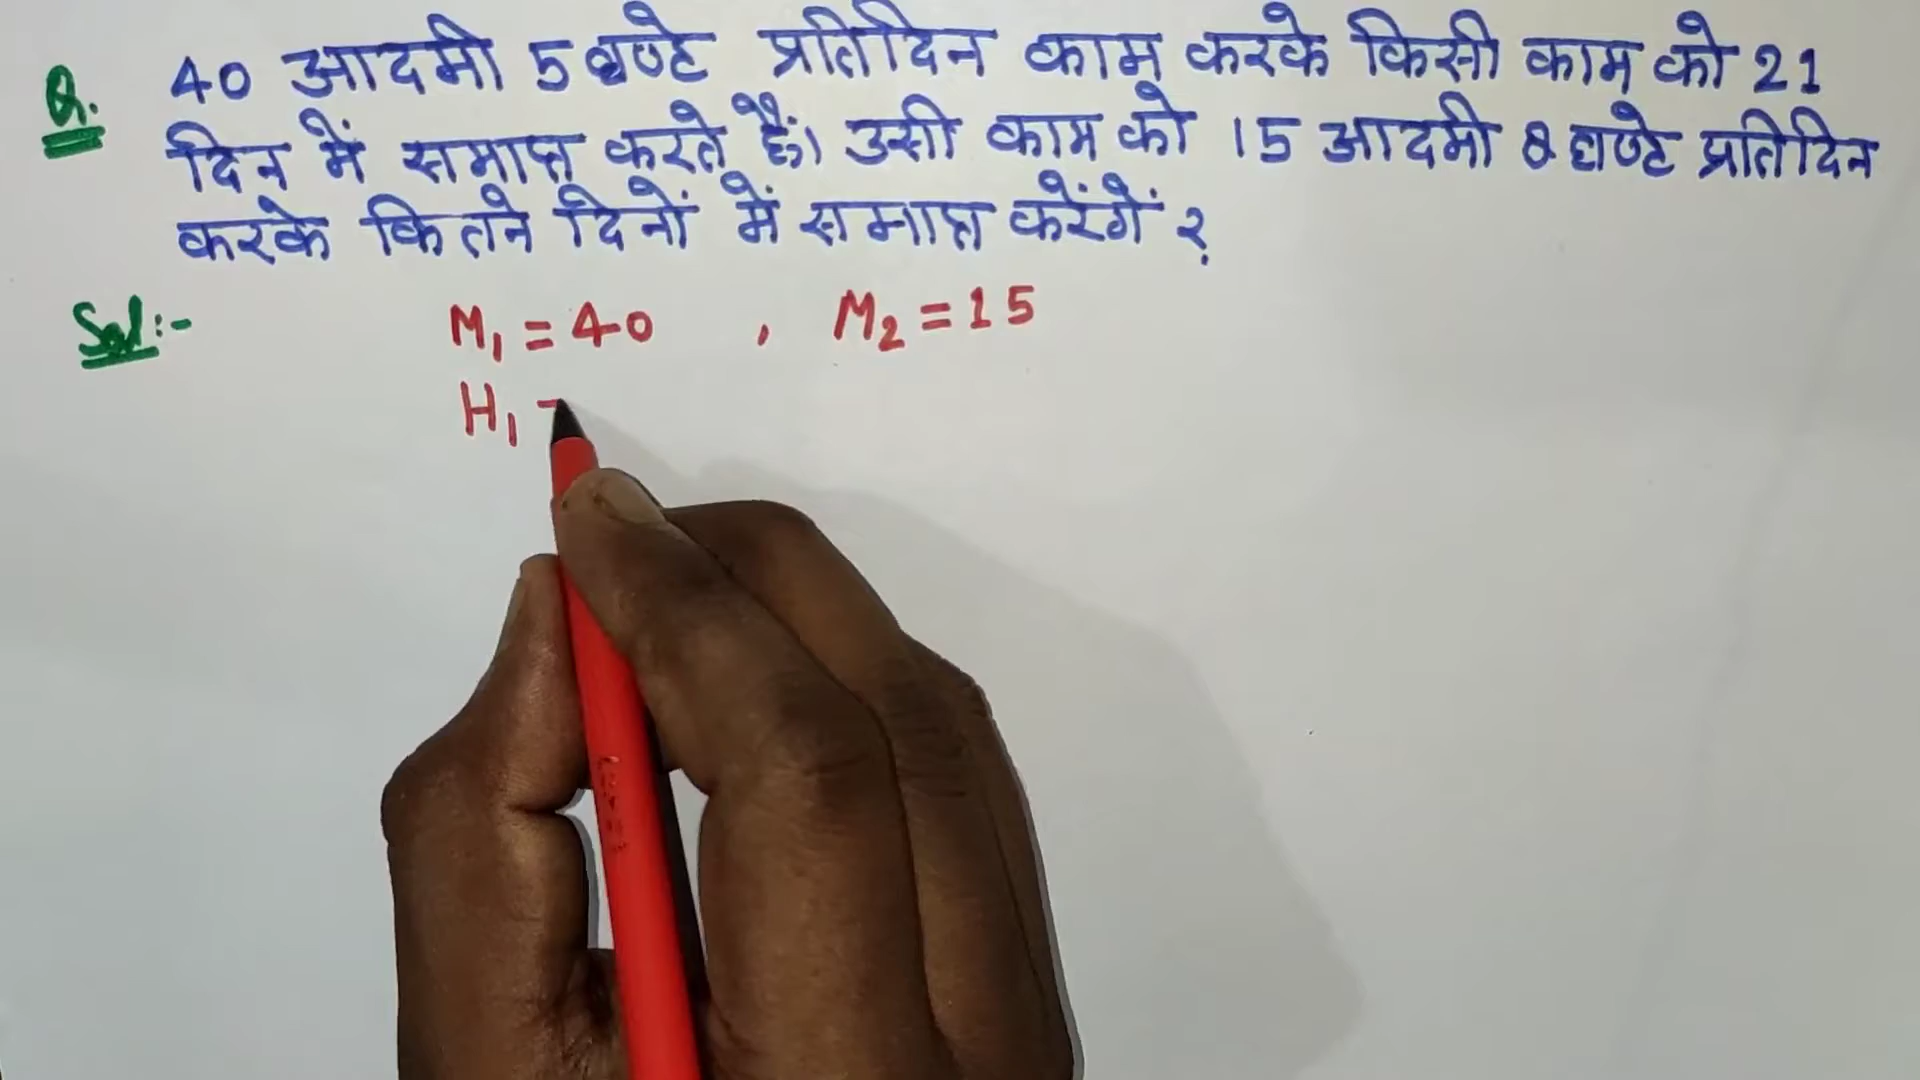 Q. 40 आदमी 5 घण्टे प्रतिदिन काम करके किसी काम को 21
दिन में समाप्त करते हैं। उसी काम को 15 आदमी 8 घण्टे प्रतिदिन
करके कितने दिनों में समाप्त करेंगें ?
Sol:- M₁ = 40 , M₂ = 15
H₁